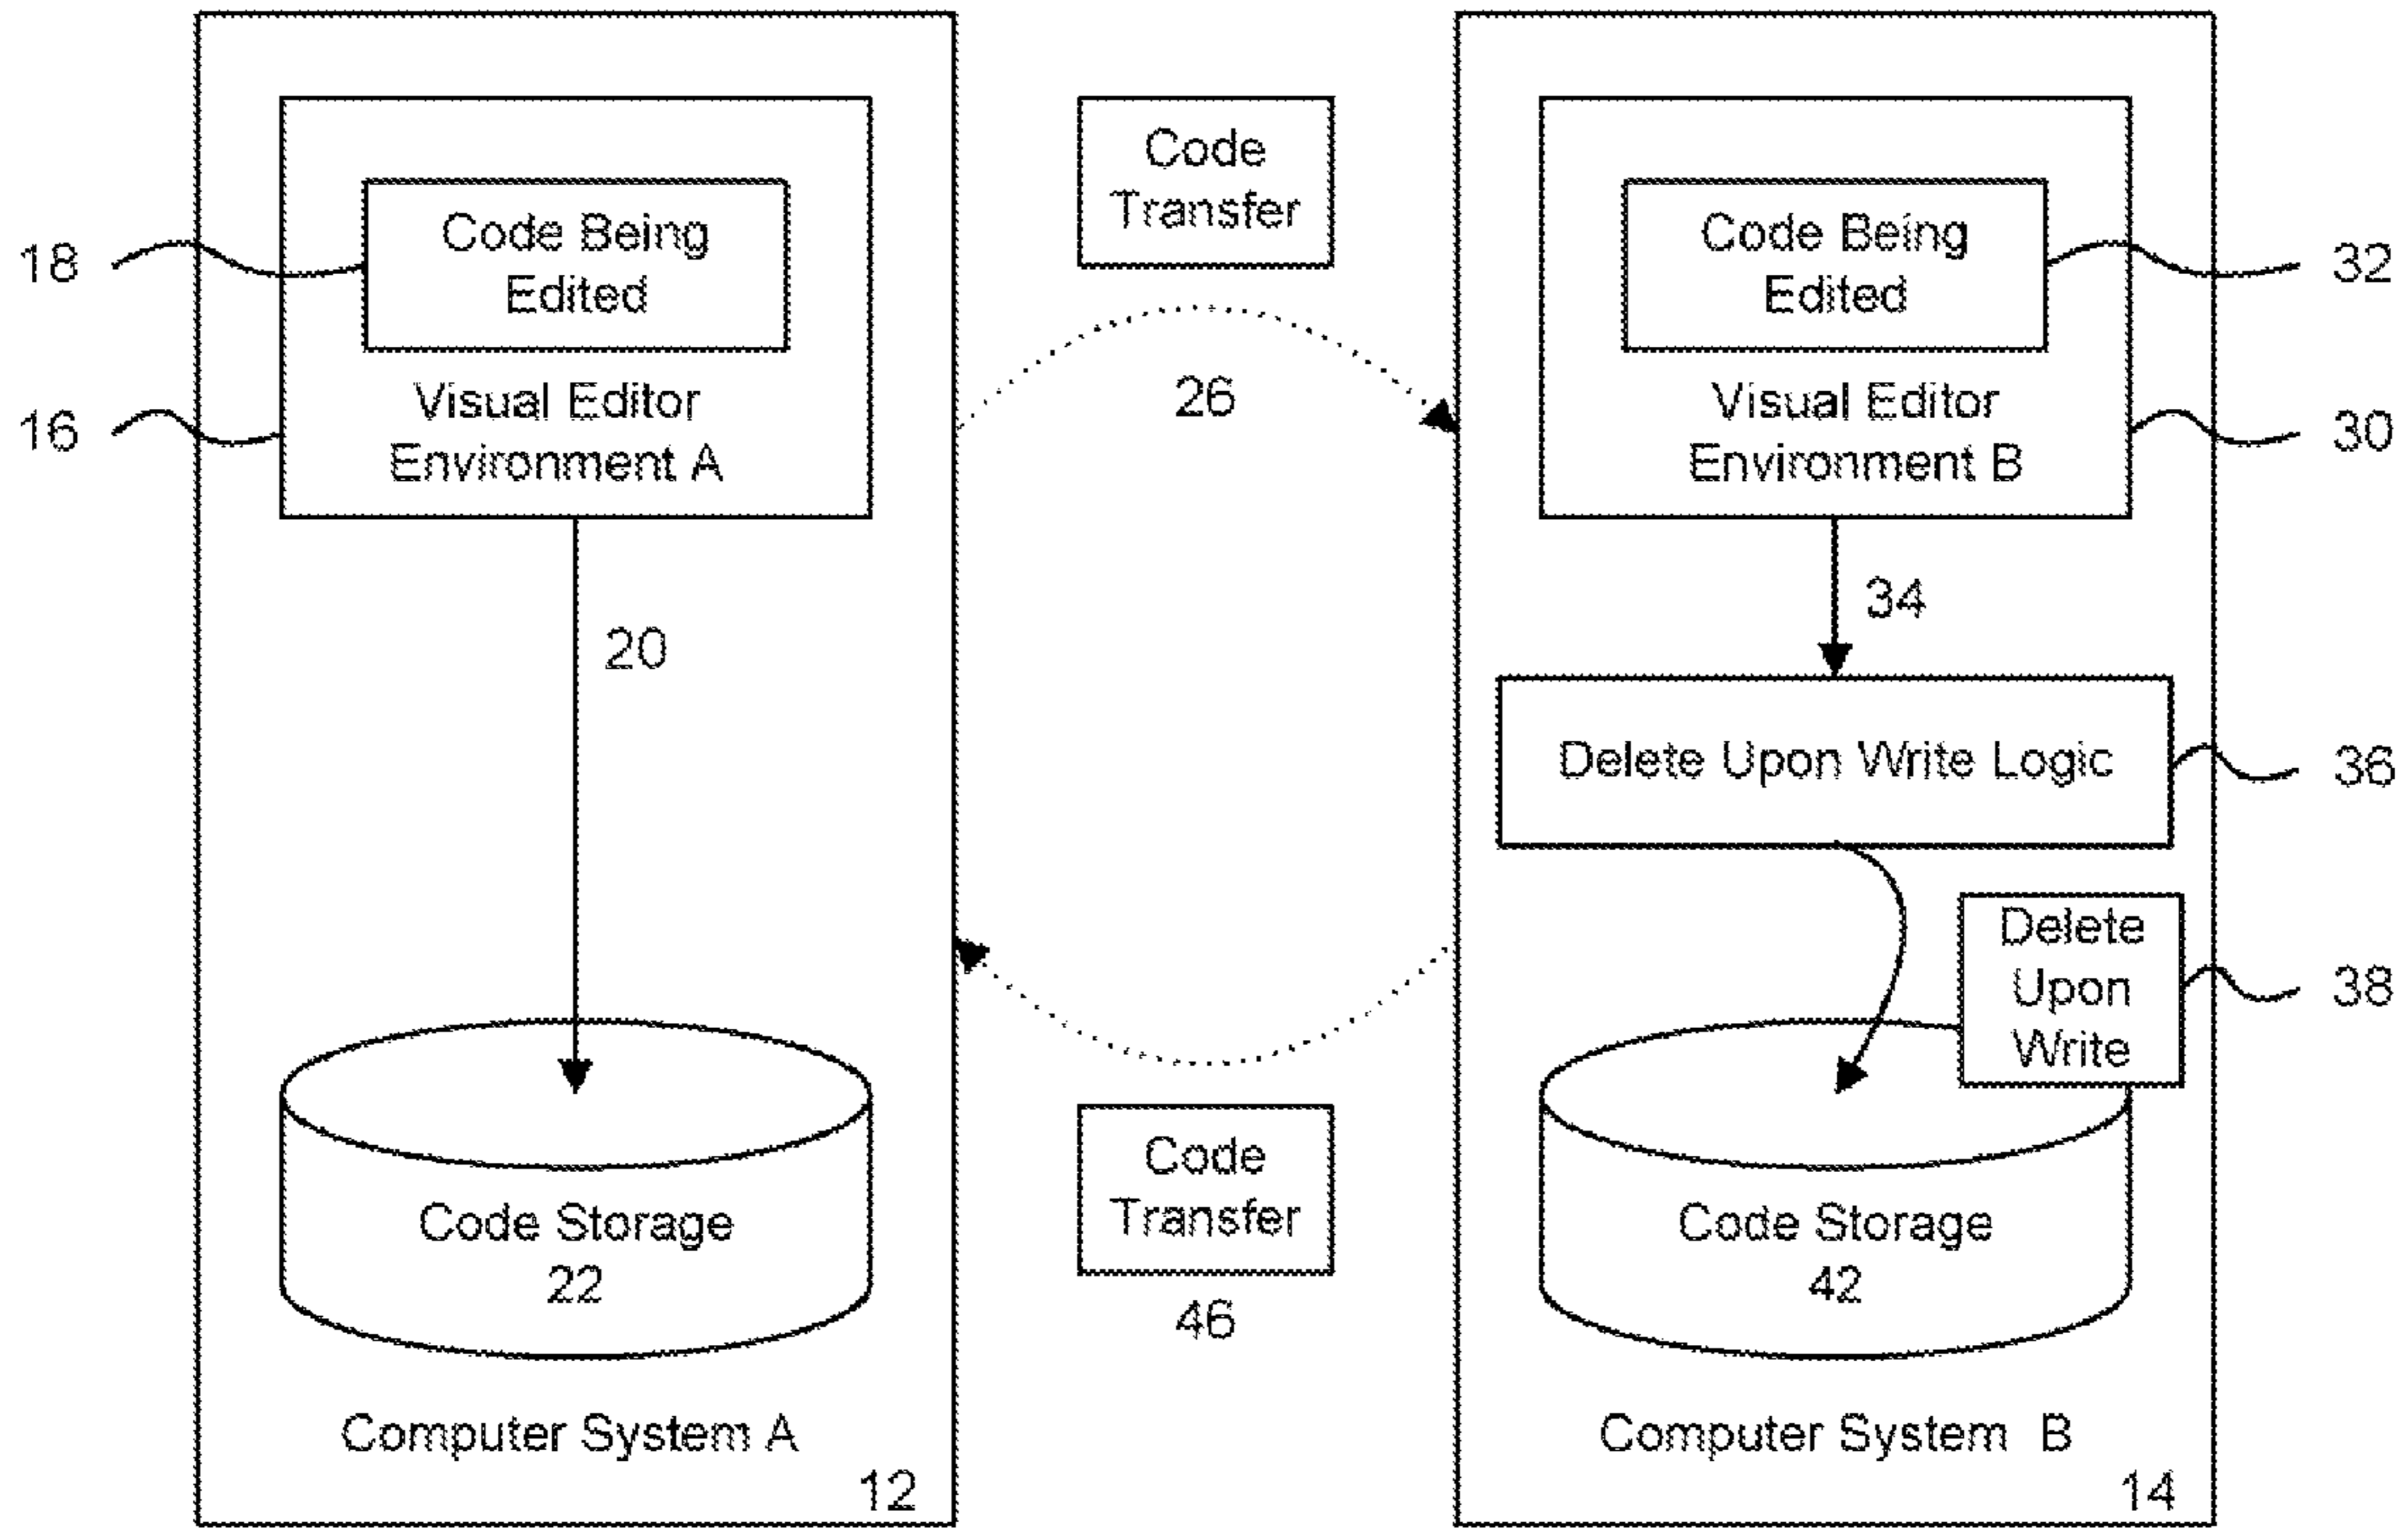 18
Code Being
Edited
16
Visual Editor
Environment A
20
Code Storage
22
Computer System A
12
Code
Transfer
26
Code
Transfer
46
Code Being
Edited
32
Visual Editor
Environment B
30
34
Delete Upon Write Logic
36
Delete
Upon
Write
38
Code Storage
42
Computer System B
14